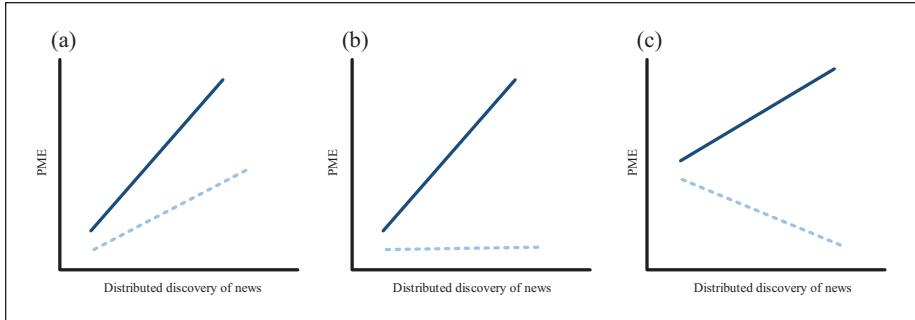 (a)
(b)
(c)
PME
PME
PME
Distributed discovery of news
Distributed discovery of news
Distributed discovery of news